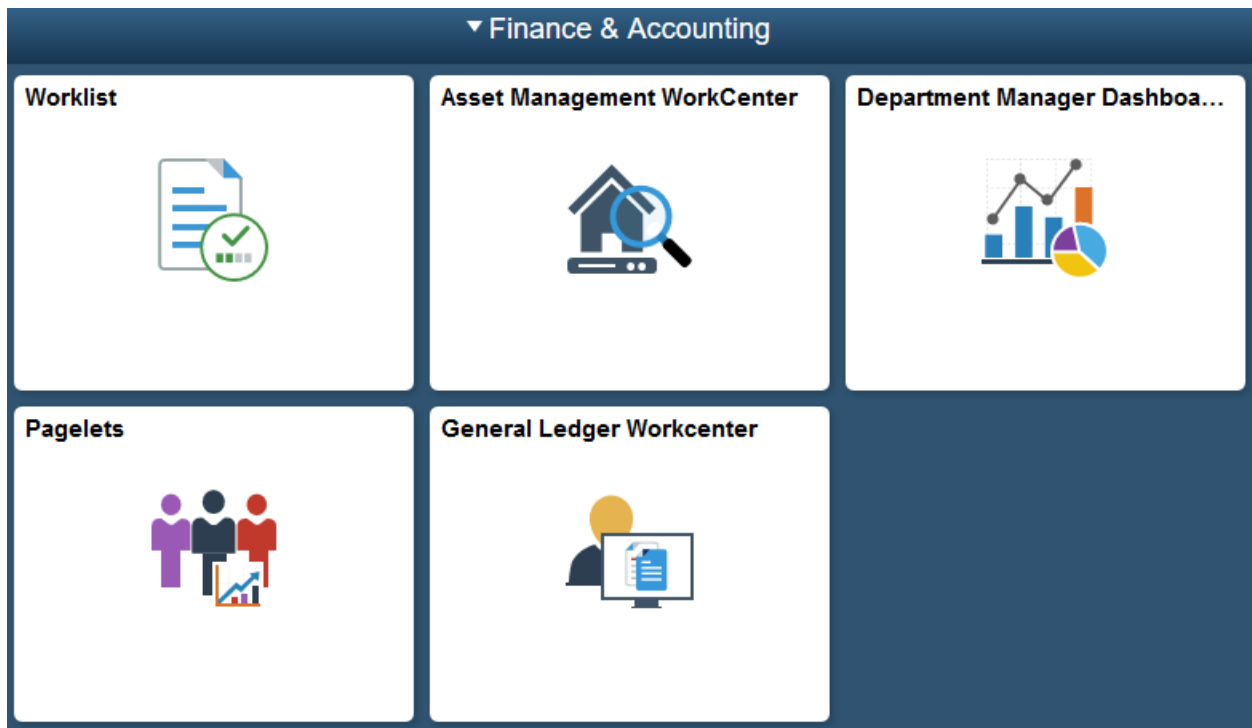 Finance & Accounting
Worklist
Asset Management WorkCenter
Department Manager Dashboa...
Pagelets
General Ledger Workcenter